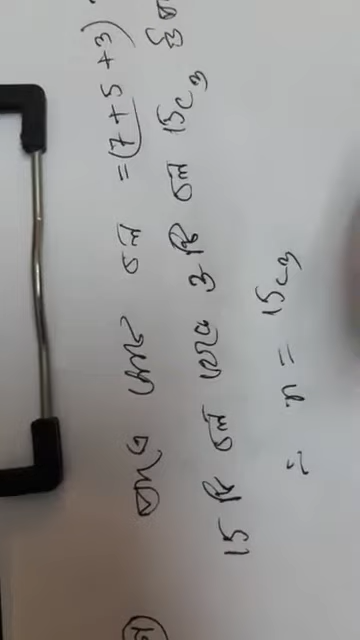 মোট বল = (7 + 5 + 3)
15 টি বল থেকে 3 টি বল 15C3
∴ n = 15C3